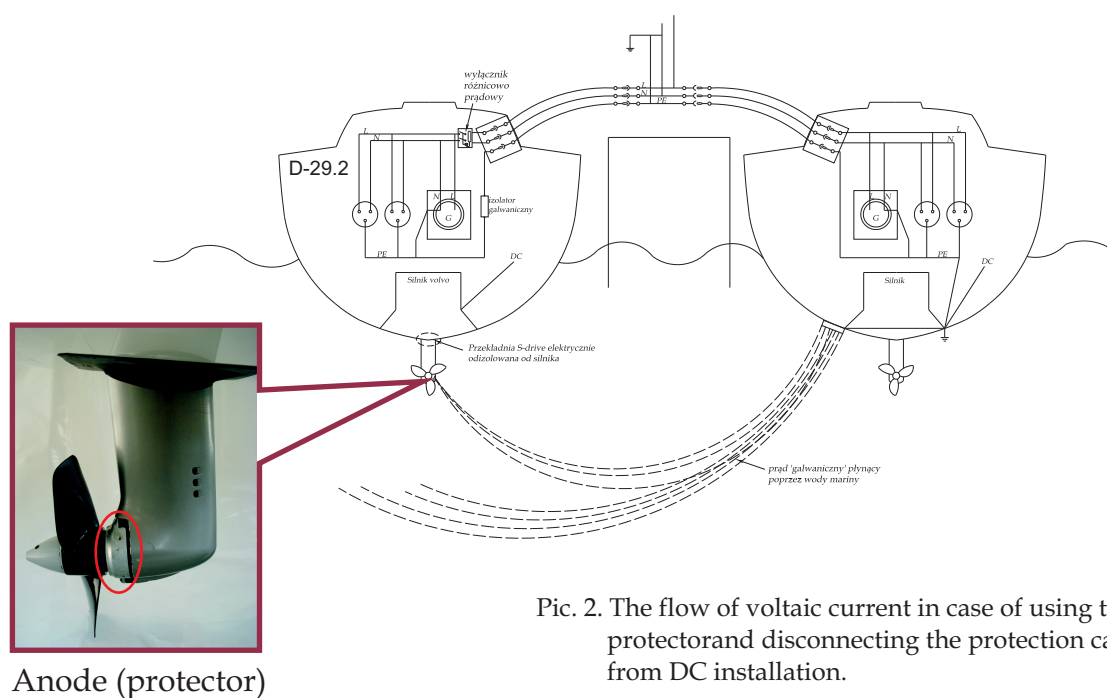 wyłącznik
różnicowo
prądowy
L
N
PE
L
N
D-29.2
N
L
G
izolator
galwaniczny
PE
DC
Silnik volvo
L
N
L
N
G
PE
DC
Silnik
Przekładnia S-drive elektrycznie
odizolowana od silnika
prąd 'galwaniczny' płynący
poprzez wody mariny
Anode (protector)
Pic. 2. The flow of voltaic current in case of using
protectorand disconnecting the protection
from DC installation.